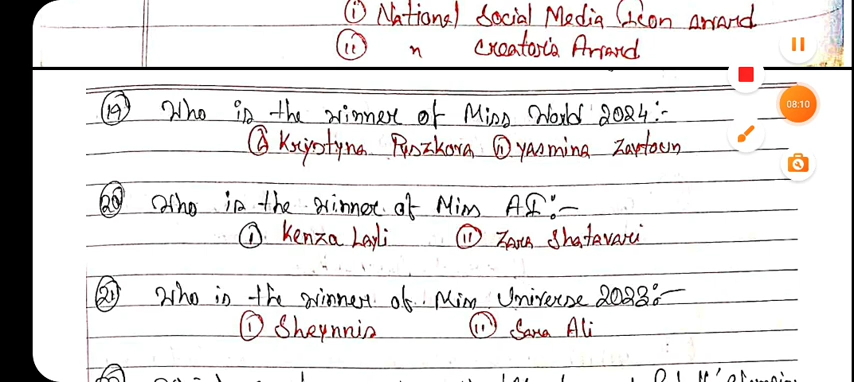 (i) National Social Media Icon award
(ii) " creators Award
08:10
(19) Who is the winner of Miss World 2024:-
(i) Krystyna Pyszkova (ii) Yasmina Zaytoun
(20) Who is the winner of Miss AI:-
(i) Kenza Layli (ii) Zara Shatavari
(21) Who is the winner of Miss Universe 2023:-
(i) Sheynnis (ii) Sara Ali